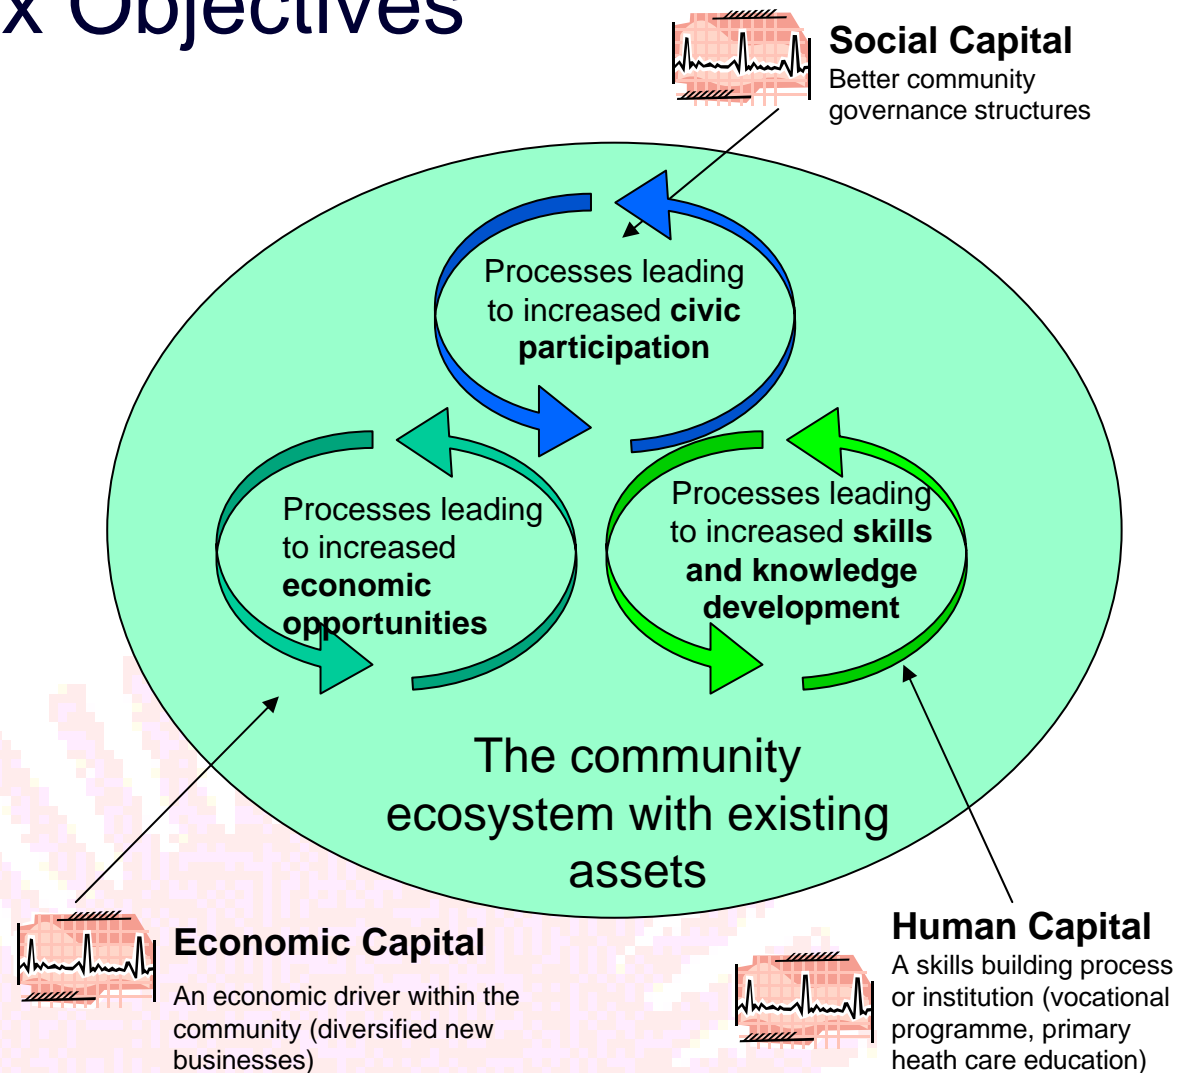 x Objectives
Social Capital
Better community
governance structures
Processes leading
to increased civic
participation
Processes leading
to increased
economic
opportunities
Processes leading
to increased skills
and knowledge
development
The community
ecosystem with existing
assets
Economic Capital
An economic driver within the
community (diversified new
businesses)
Human Capital
A skills building process
or institution (vocational
programme, primary
heath care education)